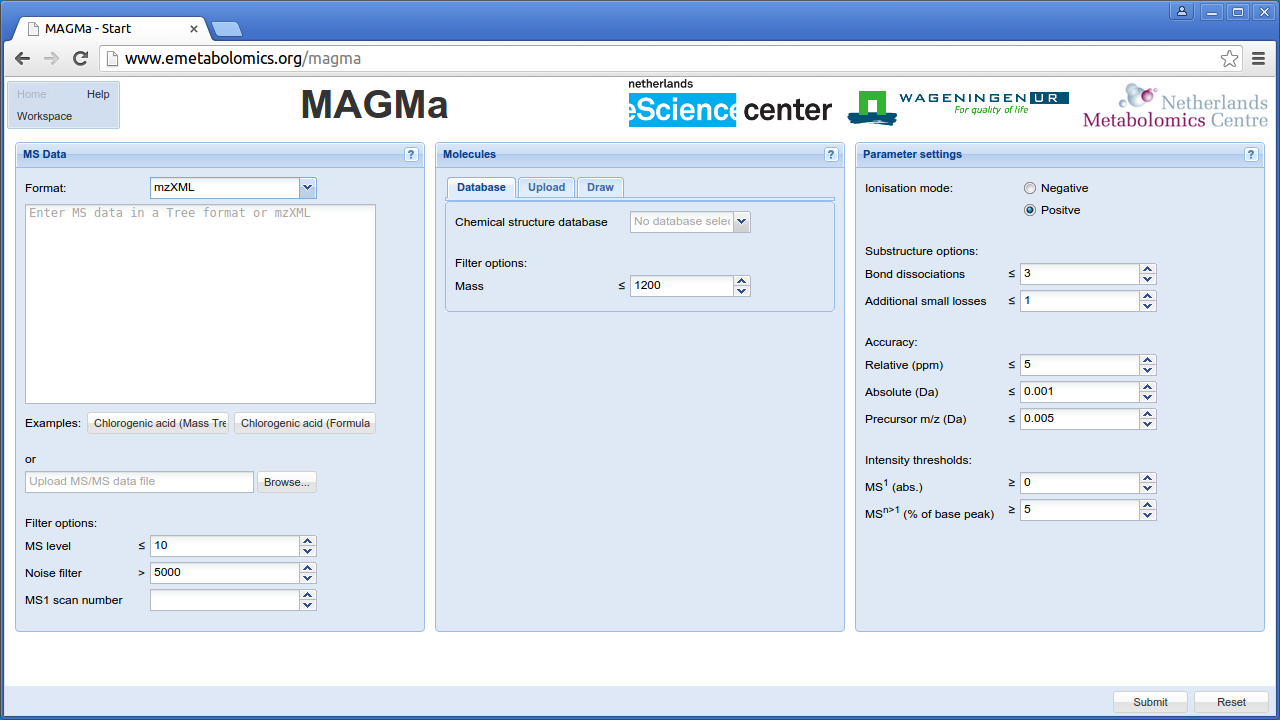 MAGMa - Start
www.emetabolomics.org/magma
Home Help
Workspace
MAGMa
netherlands
eScience center
WAGENINGEN UR
For quality of life
Netherlands
Metabolomics Centre
MS Data ?
Format: mzXML
Enter MS data in a Tree format or mzXML
Examples: Chlorogenic acid (Mass Tre Chlorogenic acid (Formula
or
Upload MS/MS data file Browse...
Filter options:
MS level ≤ 10
Noise filter > 5000
MS1 scan number
Molecules ?
Database Upload Draw
Chemical structure database No database selec
Filter options:
Mass ≤ 1200
Parameter settings ?
Ionisation mode: Negative
Positve
Substructure options:
Bond dissociations ≤ 3
Additional small losses ≤ 1
Accuracy:
Relative (ppm) ≤ 5
Absolute (Da) ≤ 0.001
Precursor m/z (Da) ≤ 0.005
Intensity thresholds:
MS¹ (abs.) ≥ 0
MSⁿ>¹ (% of base peak) ≥ 5
Submit Reset